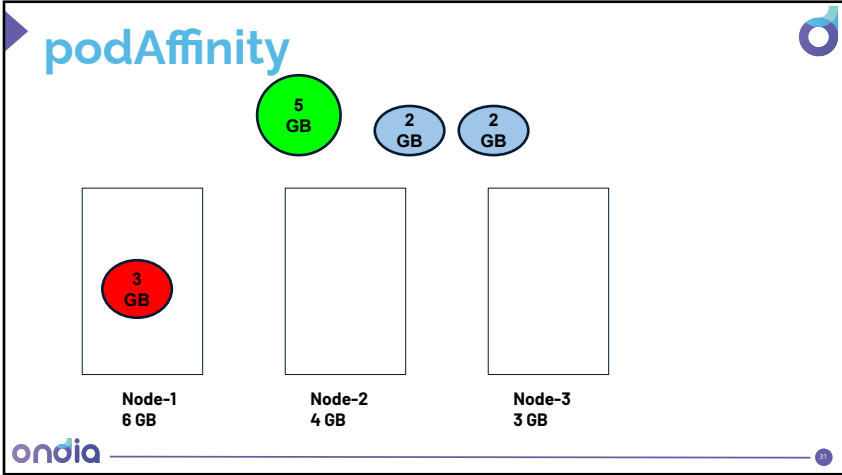 podAffinity
5
GB
2
GB
2
GB
3
GB
Node-1
6 GB
Node-2
4 GB
Node-3
3 GB
ondia
31